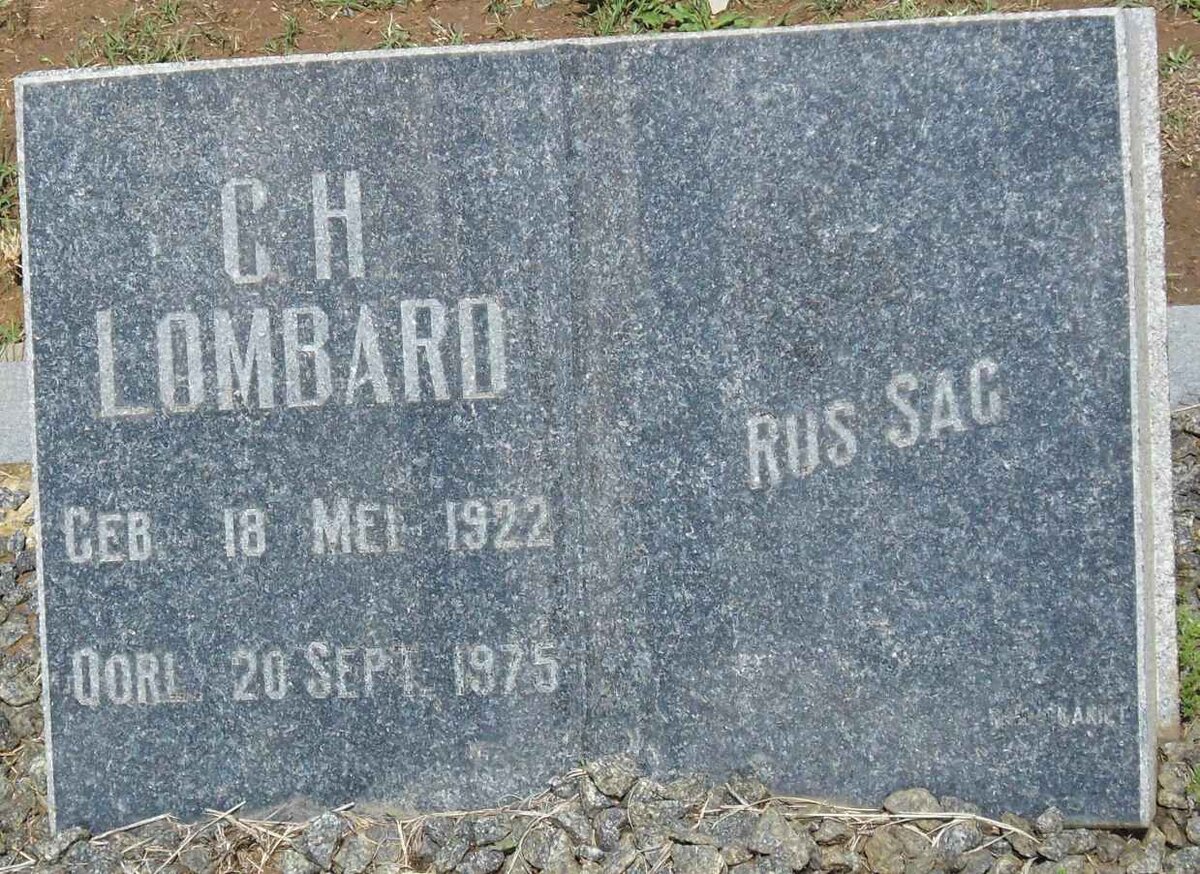 C. H.
LOMBARD
GEB. 18 MEI 1922
OORL. 20 SEPT. 1975
RUS SAG